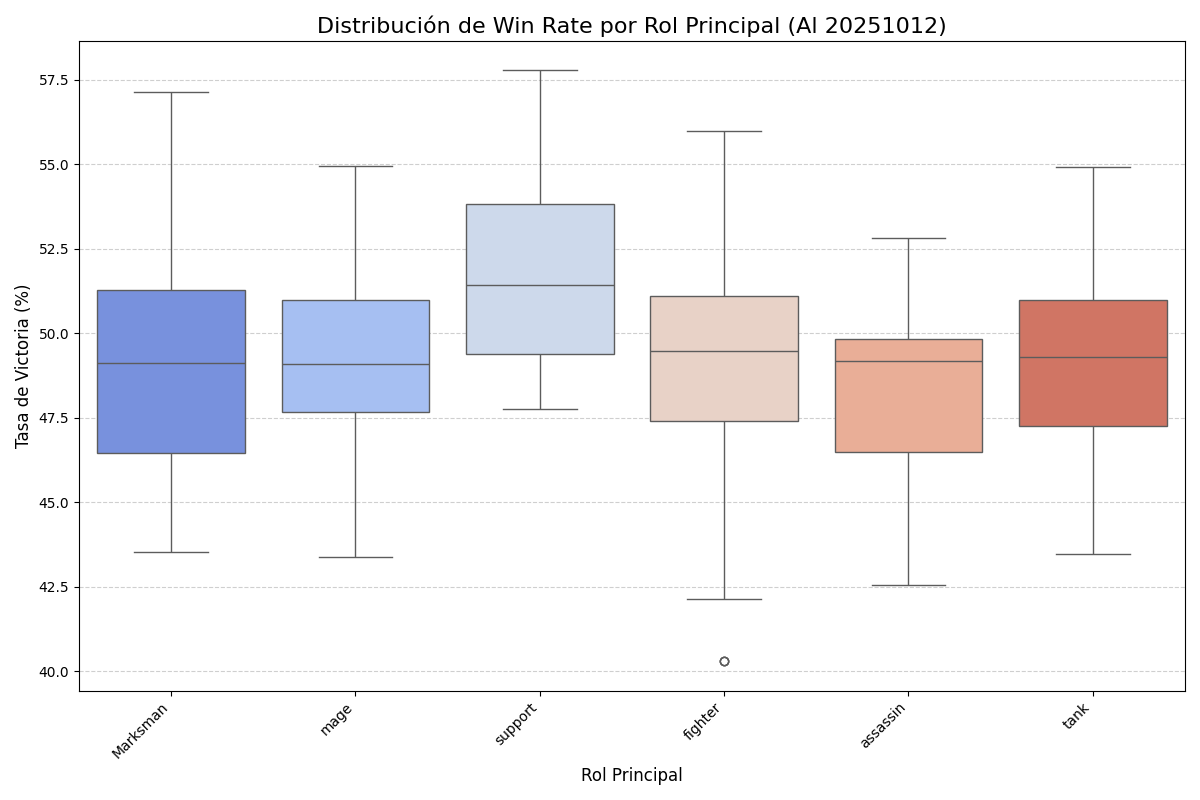 Distribución de Win Rate por Rol Principal (Al 20251012)
Tasa de Victoria (%)
57.5
55.0
52.5
50.0
47.5
45.0
42.5
40.0
Marksman
mage
support
fighter
assassin
tank
Rol Principal